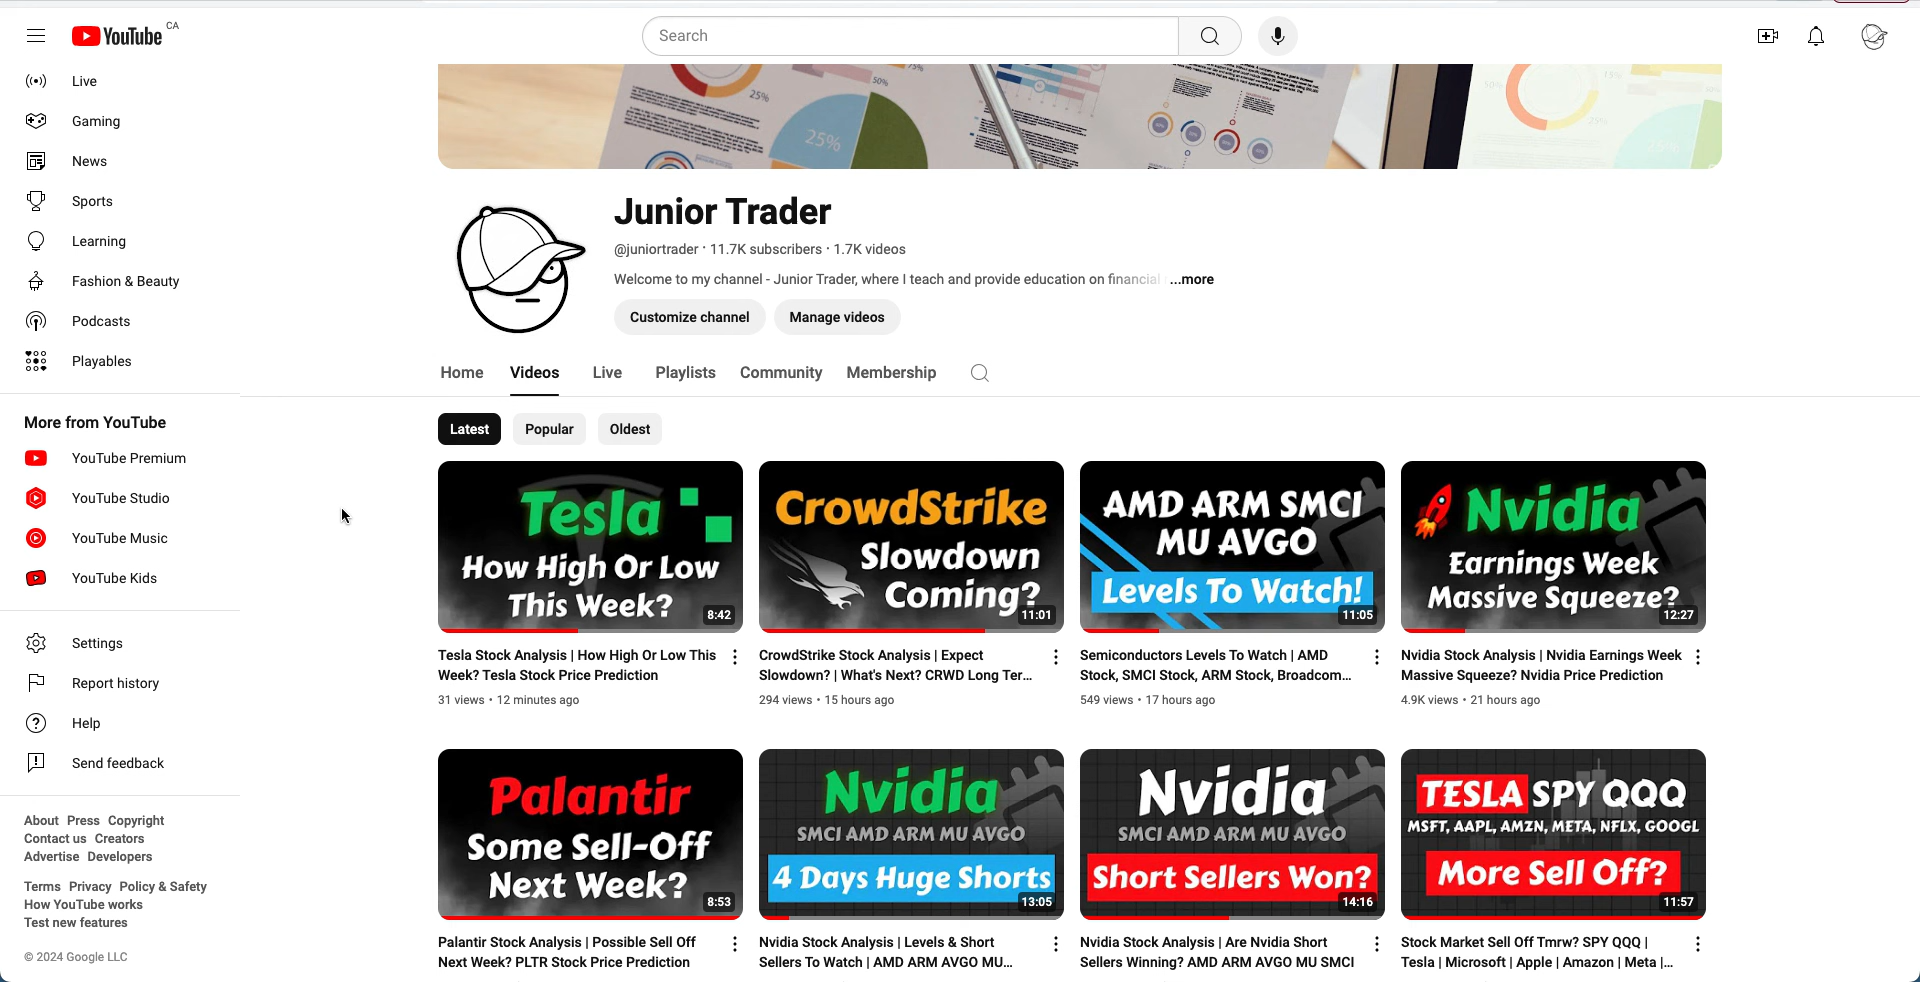 YouTube CA
Search
Live
Gaming
News
Sports
Learning
Fashion & Beauty
Podcasts
Playables
More from YouTube
YouTube Premium
YouTube Studio
YouTube Music
YouTube Kids
Settings
Report history
Help
Send feedback
About Press Copyright
Contact us Creators
Advertise Developers
Terms Privacy Policy & Safety
How YouTube works
Test new features
© 2024 Google LLC
25%
25%
50%
25%
Junior Trader
@juniortrader · 11.7K subscribers · 1.7K videos
Welcome to my channel - Junior Trader, where I teach and provide education on financial ...more
Customize channel
Manage videos
Home Videos Live Playlists Community Membership
Latest Popular Oldest
Tesla
How High Or Low
This Week?
8:42
Tesla Stock Analysis | How High Or Low This
Week? Tesla Stock Price Prediction
31 views • 12 minutes ago
CrowdStrike
Slowdown
Coming?
11:01
CrowdStrike Stock Analysis | Expect
Slowdown? | What's Next? CRWD Long Ter...
294 views • 15 hours ago
AMD ARM SMCI
MU AVGO
Levels To Watch!
11:05
Semiconductors Levels To Watch | AMD
Stock, SMCI Stock, ARM Stock, Broadcom...
549 views • 17 hours ago
Nvidia
Earnings Week
Massive Squeeze?
12:27
Nvidia Stock Analysis | Nvidia Earnings Week
Massive Squeeze? Nvidia Price Prediction
4.9K views • 21 hours ago
Palantir
Some Sell-Off
Next Week?
8:53
Palantir Stock Analysis | Possible Sell Off
Next Week? PLTR Stock Price Prediction
Nvidia
SMCI AMD ARM MU AVGO
4 Days Huge Shorts
13:05
Nvidia Stock Analysis | Levels & Short
Sellers To Watch | AMD ARM AVGO MU...
Nvidia
SMCI AMD ARM MU AVGO
Short Sellers Won?
14:16
Nvidia Stock Analysis | Are Nvidia Short
Sellers Winning? AMD ARM AVGO MU SMCI
TESLA SPY QQQ
MSFT, AAPL, AMZN, META, NFLX, GOOGL
More Sell Off?
11:57
Stock Market Sell Off Tmrw? SPY QQQ |
Tesla | Microsoft | Apple | Amazon | Meta |...